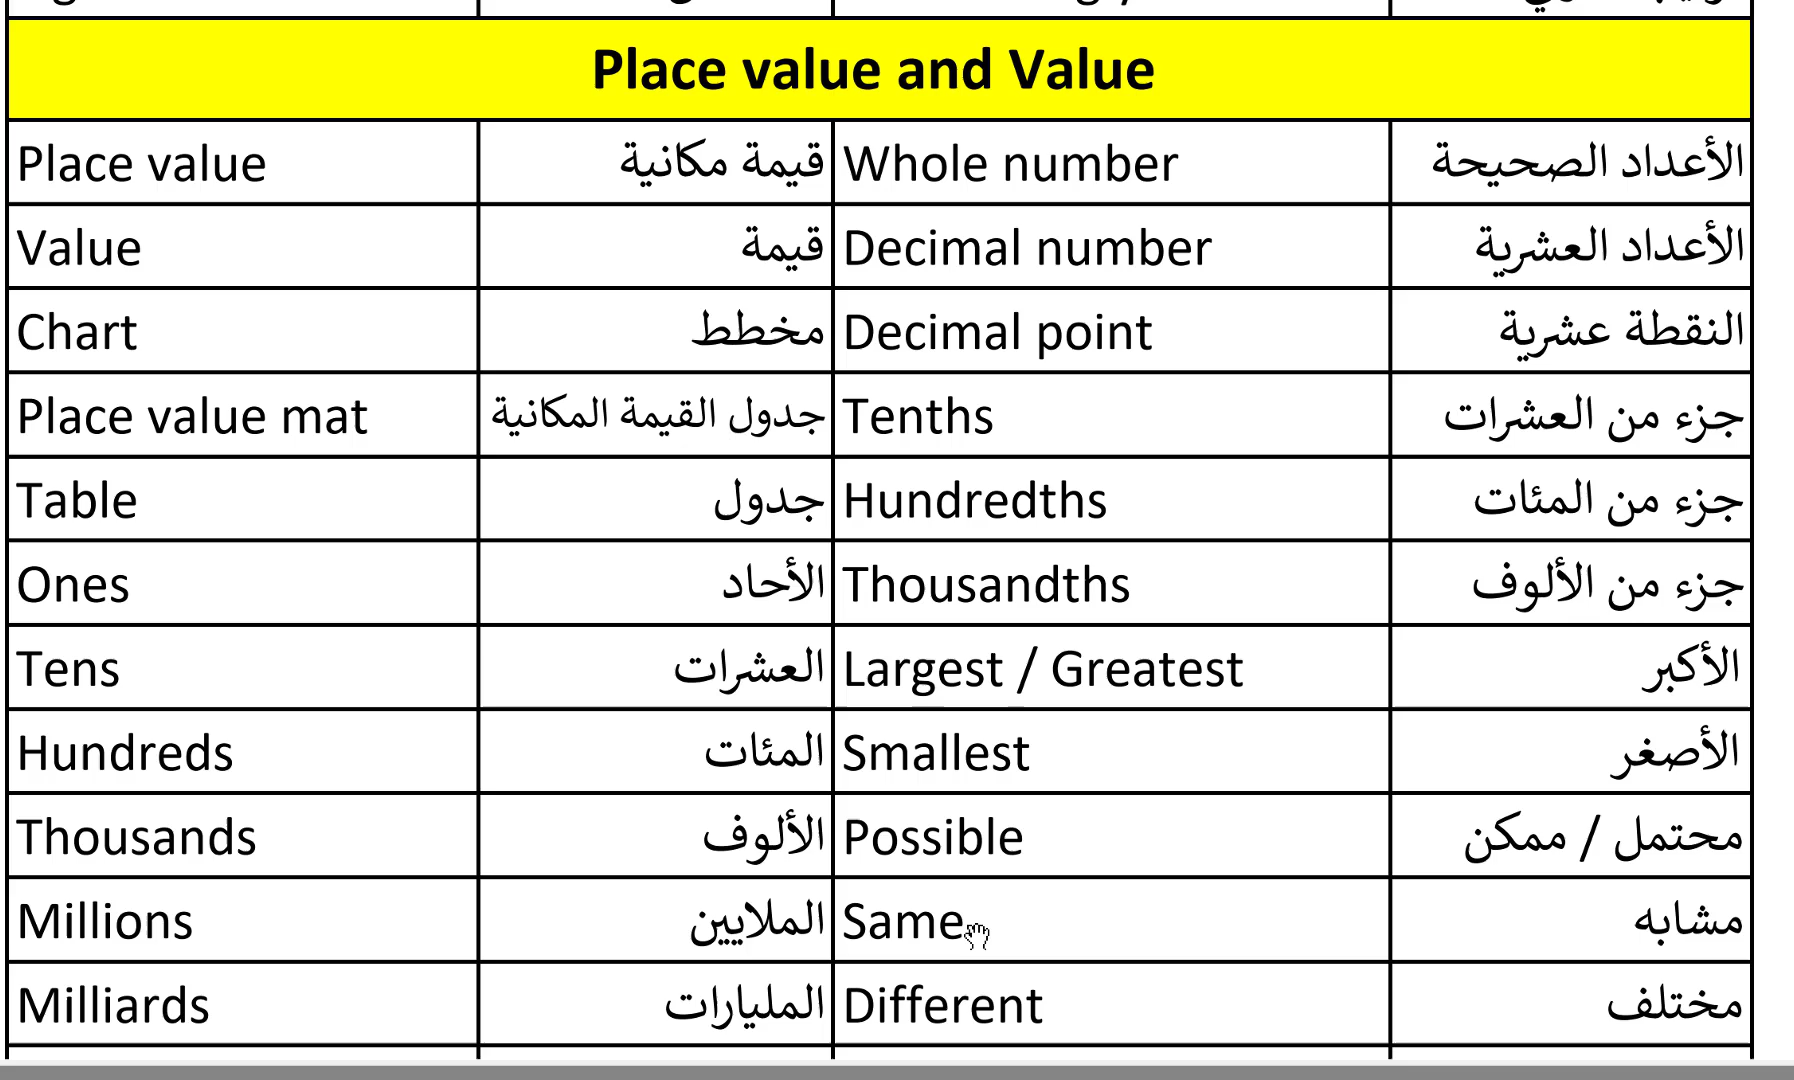 Place value and Value
Place value قيمة مكانية Whole number الأعداد الصحيحة
Value قيمة Decimal number الأعداد العشرية
Chart مخطط Decimal point النقطة عشرية
Place value mat جدول القيمة المكانية Tenths جزء من العشرات
Table جدول Hundredths جزء من المئات
Ones الأحاد Thousandths جزء من الألوف
Tens العشرات Largest / Greatest الأكبر
Hundreds المئات Smallest الأصغر
Thousands الألوف Possible محتمل / ممكن
Millions الملايين Same مشابه
Milliards المليارات Different مختلف